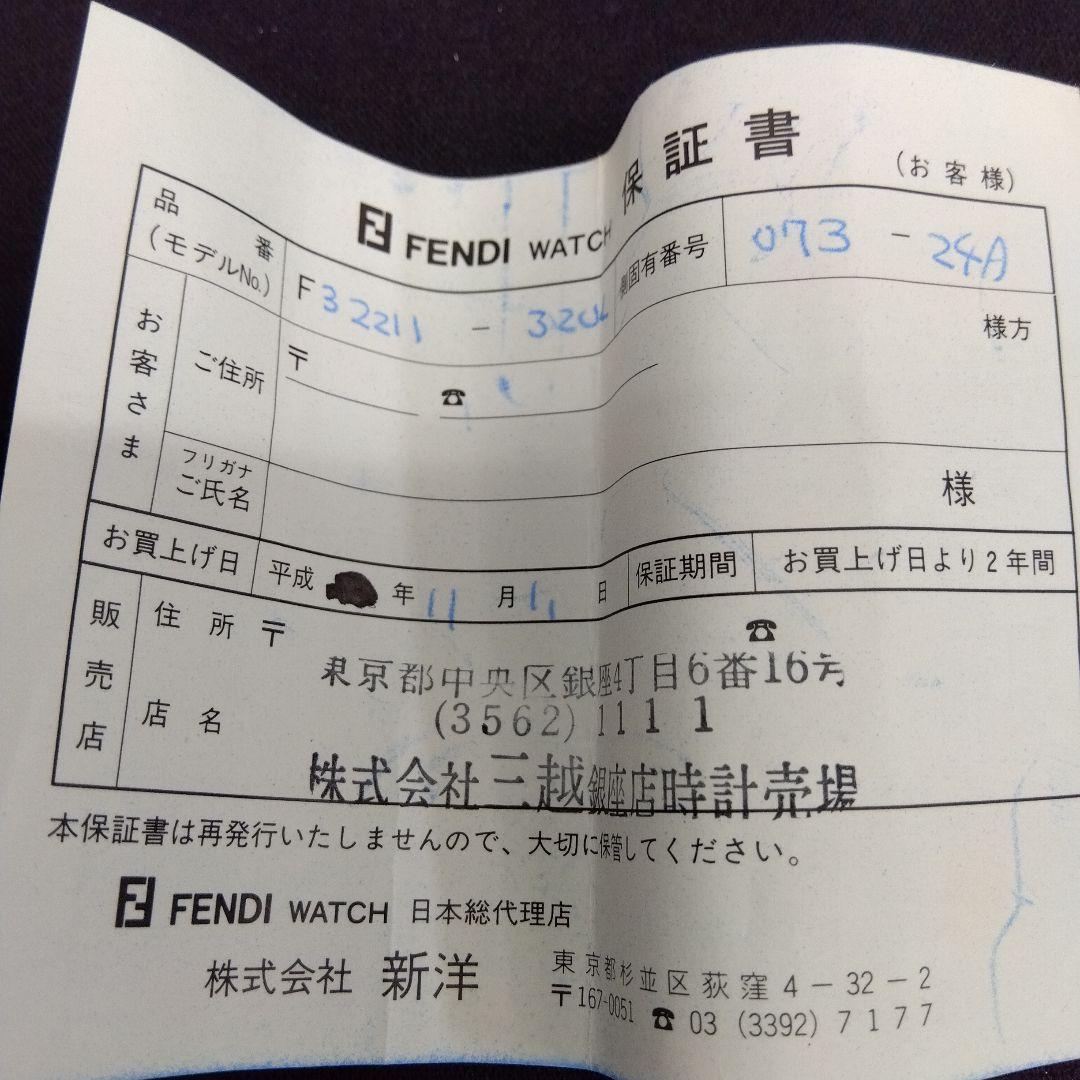 FENDI WATCH 保証書 (お客様)
品番 (モデルNo.) F32211 - 320L 側固有番号 073 - 24A
お客さま ご住所 〒 ☎ 様方
フリガナ
ご氏名 様
お買上げ日 平成 年 11 月 1 日 保証期間 お買上げ日より2年間
販売店 住所 〒 ☎
東京都中央区銀座4丁目6番16号
(3562) 1111
店名 株式会社三越銀座店時計売場
本保証書は再発行いたしませんので、大切に保管してください。
FENDI WATCH 日本総代理店
株式会社 新洋
東京都杉並区荻窪4-32-2
〒167-0051 ☎ 03 (3392) 7177